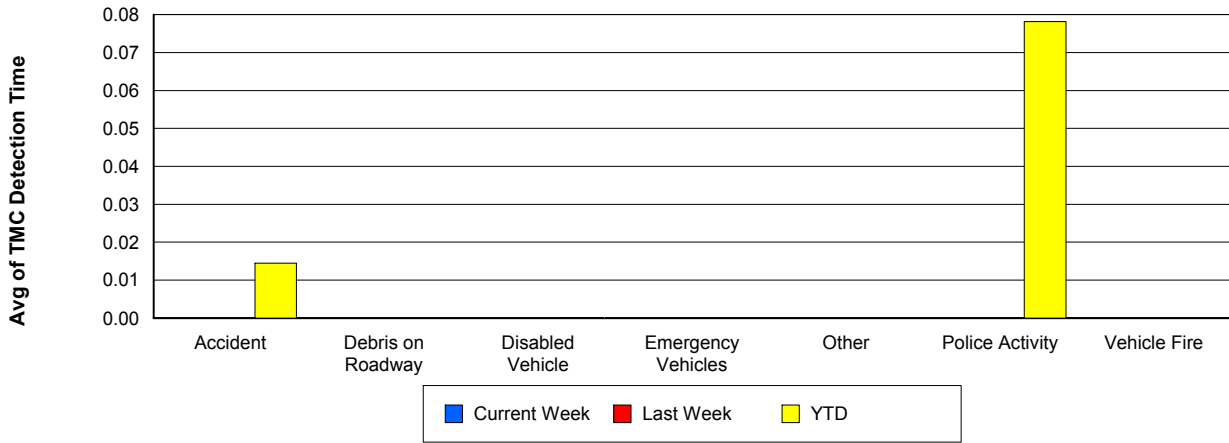 Avg of TMC Detection Time
0.08
0.07
0.06
0.05
0.04
0.03
0.02
0.01
0.00
Accident
Debris on
Roadway
Disabled
Vehicle
Emergency
Vehicles
Other
Police Activity
Vehicle Fire
Current Week
Last Week
YTD